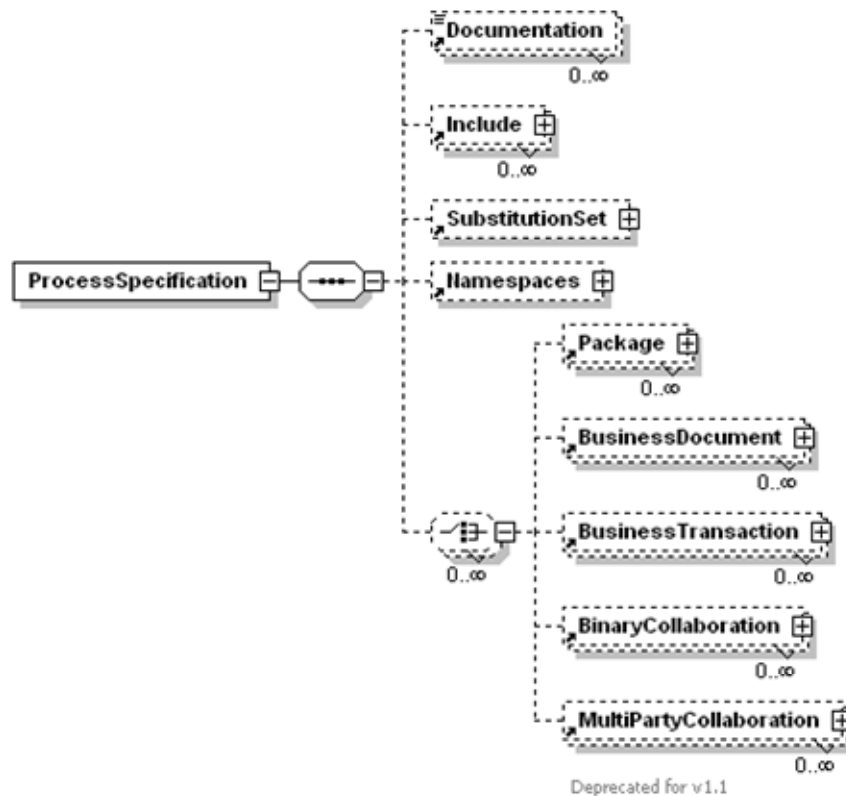 Documentation
0..∞
Include
0..∞
SubstitutionSet
ProcessSpecification
Namespaces
Package
0..∞
BusinessDocument
0..∞
BusinessTransaction
0..∞
0..∞
BinaryCollaboration
0..∞
MultiPartyCollaboration
0..∞
Deprecated for v1.1